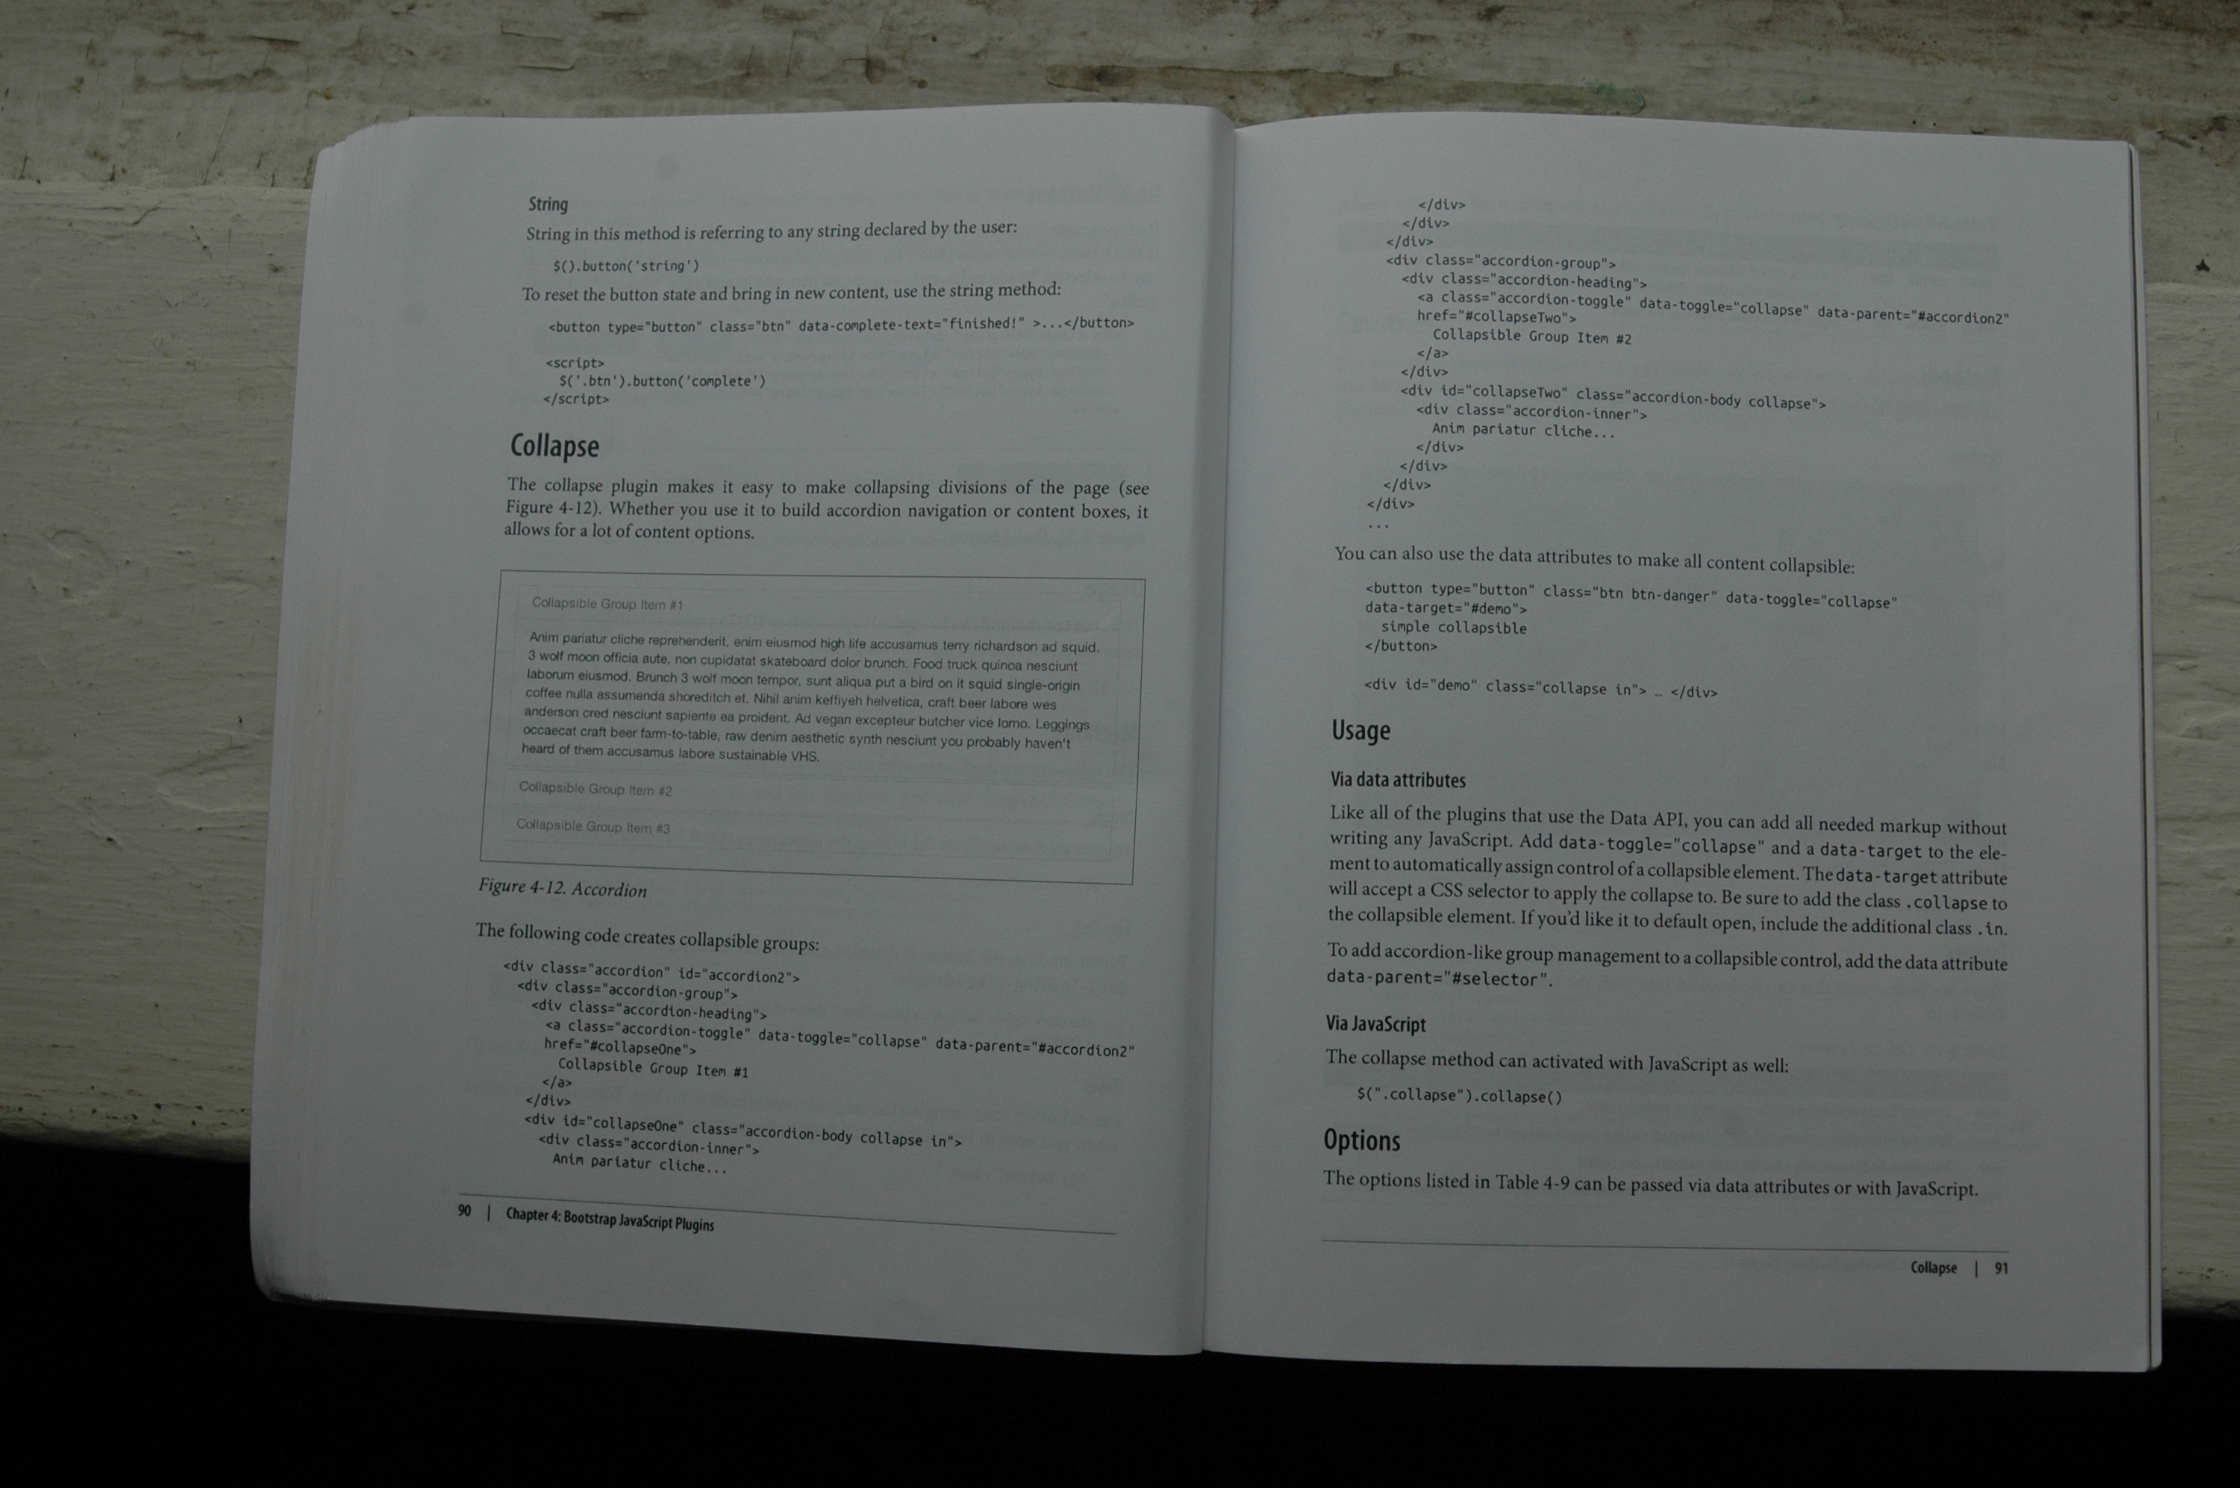 String
String in this method is referring to any string declared by the user:
$().button('string')
To reset the button state and bring in new content, use the string method:
<button type="button" class="btn" data-complete-text="finished!" >...</button>
<script>
$('.btn').button('complete')
</script>
Collapse
The collapse plugin makes it easy to make collapsing divisions of the page (see
Figure 4-12). Whether you use it to build accordion navigation or content boxes, it
allows for a lot of content options.
Collapsible Group Item #1
Anim pariatur cliche reprehenderit, enim eiusmod high life accusamus terry richardson ad squid.
3 wolf moon officia aute, non cupidatat skateboard dolor brunch. Food truck quinoa nesciunt
laborum eiusmod. Brunch 3 wolf moon tempor, sunt aliqua put a bird on it squid single-origin
coffee nulla assumenda shoreditch et. Nihil anim keffiyeh helvetica, craft beer labore wes
anderson cred nesciunt sapiente ea proident. Ad vegan excepteur butcher vice lomo. Leggings
occaecat craft beer farm-to-table, raw denim aesthetic synth nesciunt you probably haven't
heard of them accusamus labore sustainable VHS.
Collapsible Group Item #2
Collapsible Group Item #3
Figure 4-12. Accordion
The following code creates collapsible groups:
<div class="accordion" id="accordion2">
<div class="accordion-group">
<div class="accordion-heading">
<a class="accordion-toggle" data-toggle="collapse" data-parent="#accordion2"
href="#collapseOne">
Collapsible Group Item #1
</a>
</div>
<div id="collapseOne" class="accordion-body collapse in">
<div class="accordion-inner">
Anim pariatur cliche...
90 | Chapter 4: Bootstrap JavaScript Plugins
</div>
</div>
</div>
<div class="accordion-group">
<div class="accordion-heading">
<a class="accordion-toggle" data-toggle="collapse" data-parent="#accordion2"
href="#collapseTwo">
Collapsible Group Item #2
</a>
</div>
<div id="collapseTwo" class="accordion-body collapse">
<div class="accordion-inner">
Anim pariatur cliche...
</div>
</div>
</div>
</div>
...
You can also use the data attributes to make all content collapsible:
<button type="button" class="btn btn-danger" data-toggle="collapse"
data-target="#demo">
simple collapsible
</button>
<div id="demo" class="collapse in"> … </div>
Usage
Via data attributes
Like all of the plugins that use the Data API, you can add all needed markup without
writing any JavaScript. Add data-toggle="collapse" and a data-target to the ele-
ment to automatically assign control of a collapsible element. The data-target attribute
will accept a CSS selector to apply the collapse to. Be sure to add the class .collapse to
the collapsible element. If you'd like it to default open, include the additional class .in.
To add accordion-like group management to a collapsible control, add the data attribute
data-parent="#selector".
Via JavaScript
The collapse method can activated with JavaScript as well:
$(".collapse").collapse()
Options
The options listed in Table 4-9 can be passed via data attributes or with JavaScript.
Collapse | 91